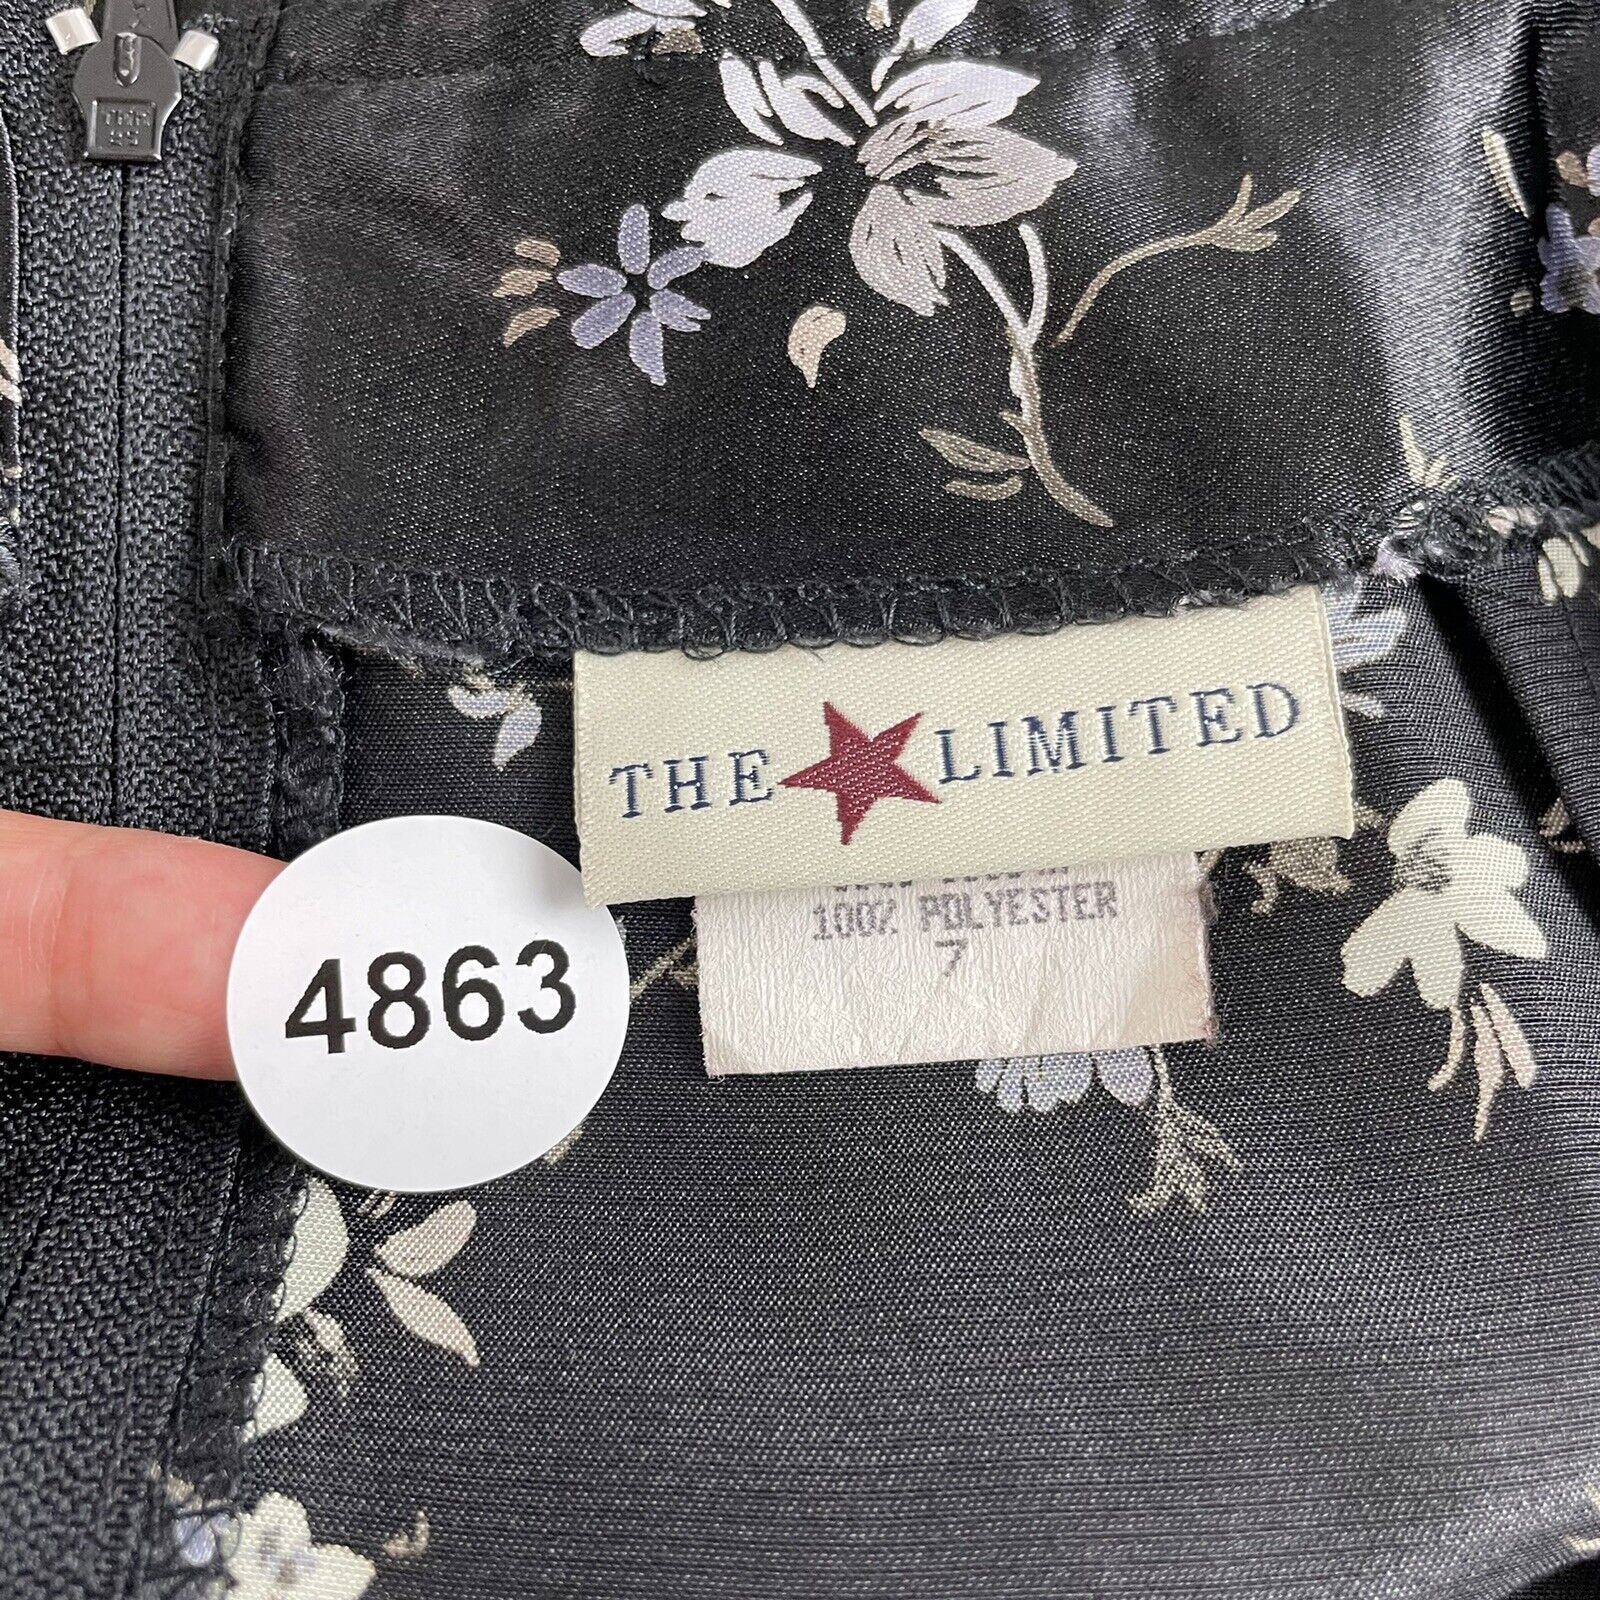 THE LIMITED
100% POLYESTER
7
4863